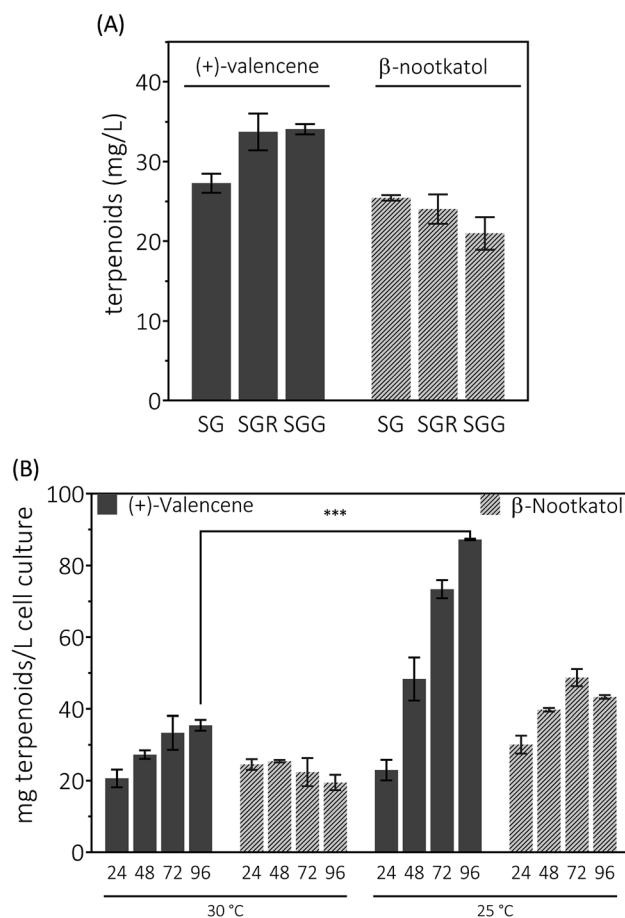 (A)
(+)-valencene β-nootkatol
terpenoids (mg/L)
40
30
20
10
0
SG SGR SGG SG SGR SGG
(B)
(+)-Valencene *** β-Nootkatol
mg terpenoids/L cell culture
100
80
60
40
20
0
24 48 72 96 24 48 72 96 24 48 72 96 24 48 72 96
30 °C 25 °C